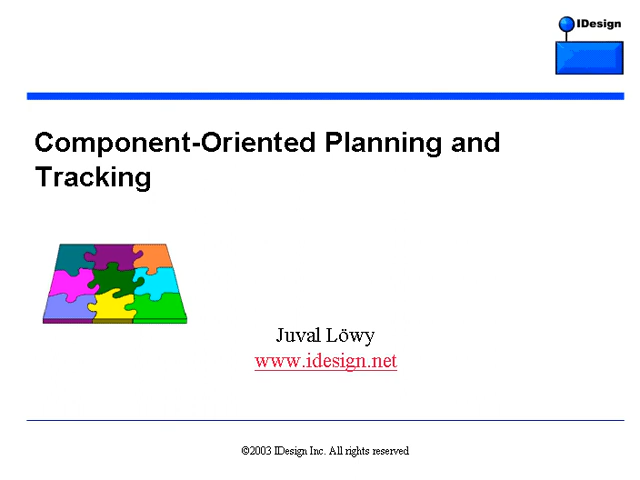 IDesign
Component-Oriented Planning and
Tracking
Juval Löwy
www.idesign.net
©2003 IDesign Inc. All rights reserved